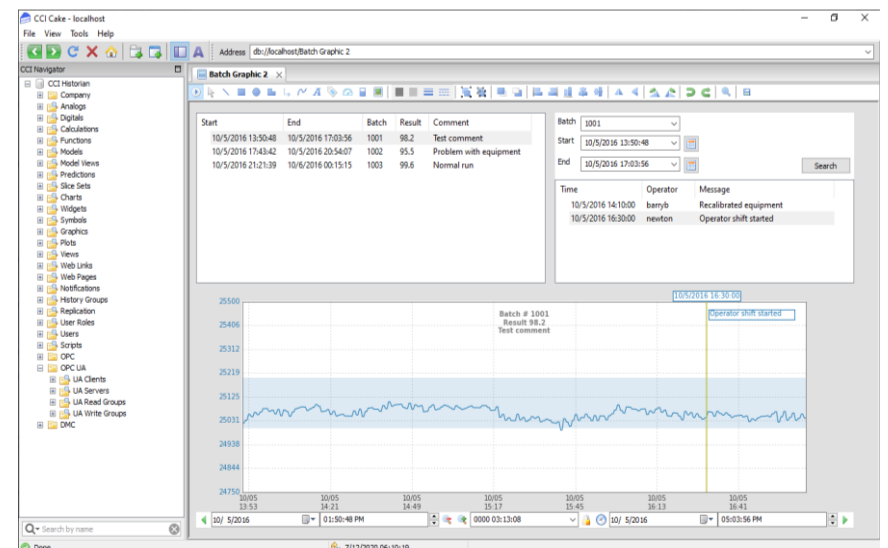 CCI Cake - localhost
File View Tools Help
Address db://localhost/Batch Graphic 2
CCI Navigator
CCI Historian
Company
Analogs
Digitals
Calculations
Functions
Models
Model Views
Predictions
Slice Sets
Charts
Widgets
Symbols
Graphics
Plots
Views
Web Links
Web Pages
Notifications
History Groups
Replication
User Roles
Users
Scripts
OPC
OPC UA
UA Clients
UA Servers
UA Read Groups
UA Write Groups
DMC
Search by name
Batch Graphic 2
Start End Batch Result Comment
10/5/2016 13:50:48 10/5/2016 17:03:56 1001 98.2 Test comment
10/5/2016 17:43:42 10/5/2016 20:54:07 1002 95.5 Problem with equipment
10/5/2016 21:21:39 10/6/2016 00:15:15 1003 99.6 Normal run
Batch 1001
Start 10/5/2016 13:50:48
End 10/5/2016 17:03:56
Search
Time Operator Message
10/5/2016 14:10:00 barryb Recalibrated equipment
10/5/2016 16:30:00 newton Operator shift started
10/5/2016 16:30:00
Operator shift started
Batch # 1001
Result 98.2
Test comment
25500
25406
25312
25219
25125
25031
24938
24844
24750
10/05 10/05 10/05 10/05 10/05 10/05 10/05
13:53 14:21 14:49 15:17 15:45 16:13 16:41
10/ 5/2016 01:50:48 PM 0000 03:13:08 10/ 5/2016 05:03:56 PM
Done 7/12/2020 06:10:19